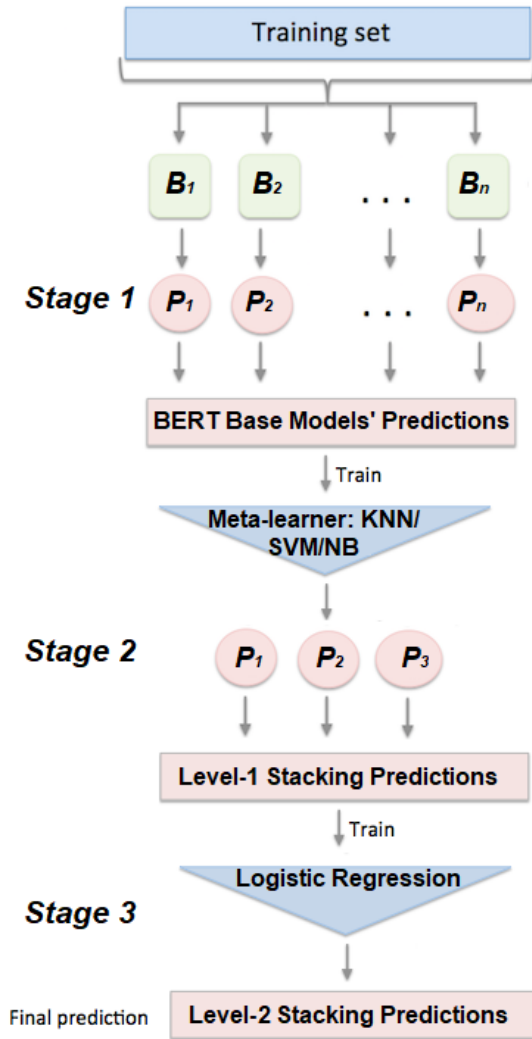 Training set
B1 B2 . . . Bn
Stage 1
P1 P2 . . . Pn
BERT Base Models' Predictions
Train
Meta-learner: KNN/
SVM/NB
Stage 2
P1 P2 P3
Level-1 Stacking Predictions
Train
Logistic Regression
Stage 3
Final prediction
Level-2 Stacking Predictions